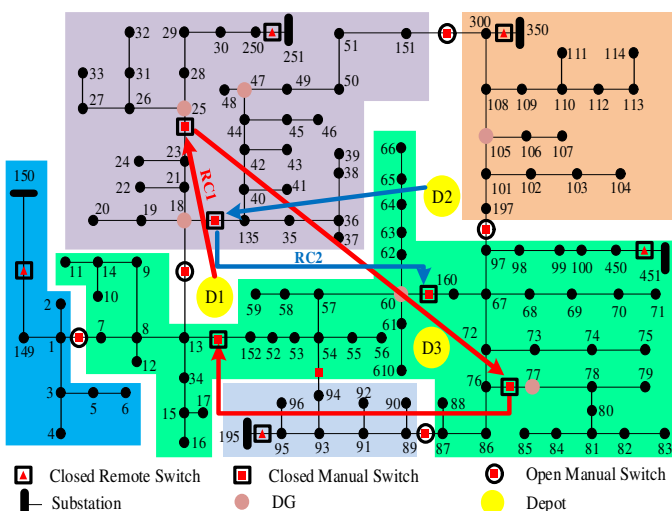 32 29 30 250 251 51 151 300 350
33 31 28 47 49 50 111 114
27 26 25 48 108 109 110 112 113
44 45 46
23 42 43 39 66 105 106 107
24 RC1 38 65
22 21 40 41 D2 64 101 102 103 104
150 18 63 197
20 19 135 35 36 62
37
RC2 97 98 99 100 450 451
11 14 9 D1 160
2 10 59 58 57 60 67 68 69 70 71
61 D3 72
149 1 7 8 13 152 52 53 54 55 56 73 74 75
12 610
34 94 76 77 78 79
3 5 6 15 17 96 92 90 88 80
4 16 195 95 93 91 89 87 86 85 84 81 82 83
Closed Remote Switch Closed Manual Switch Open Manual Switch
Substation DG Depot